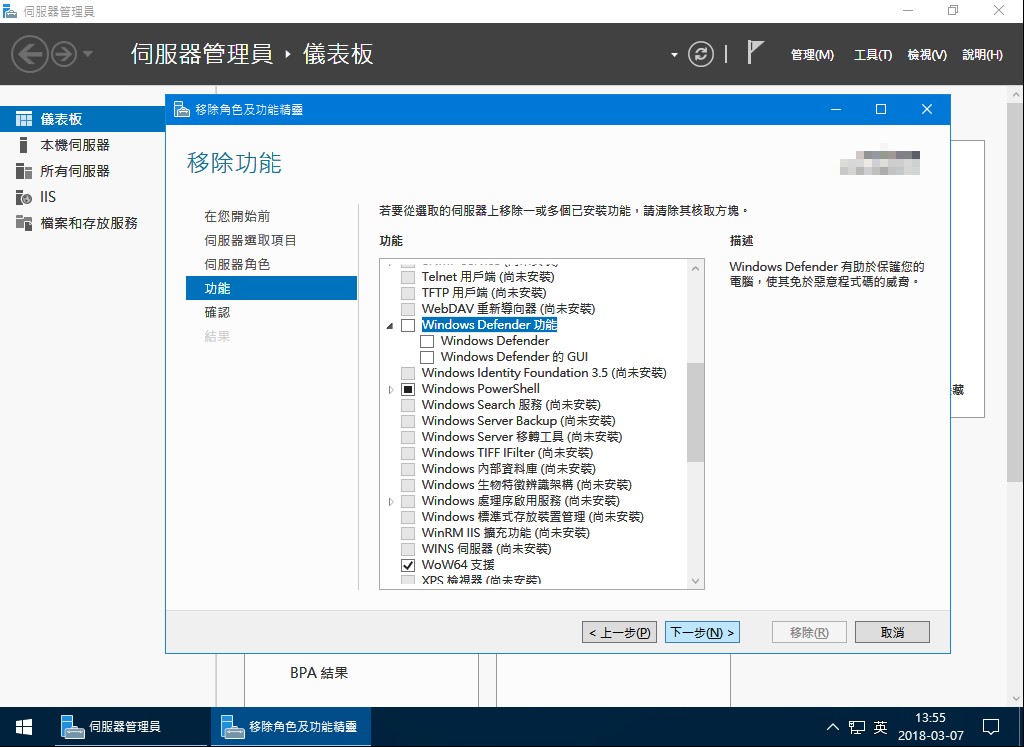 伺服器管理員
伺服器管理員 ‣ 儀表板
管理(M) 工具(T) 檢視(V) 說明(H)
儀表板
本機伺服器
所有伺服器
IIS
檔案和存放服務
移除角色及功能精靈
移除功能
在您開始前
伺服器選取項目
伺服器角色
功能
確認
結果
若要從選取的伺服器上移除一或多個已安裝功能，請清除其核取方塊。
功能
Telnet 用戶端 (尚未安裝)
TFTP 用戶端 (尚未安裝)
WebDAV 重新導向器 (尚未安裝)
Windows Defender 功能
Windows Defender
Windows Defender 的 GUI
Windows Identity Foundation 3.5 (尚未安裝)
Windows PowerShell
Windows Search 服務 (尚未安裝)
Windows Server Backup (尚未安裝)
Windows Server 移轉工具 (尚未安裝)
Windows TIFF IFilter (尚未安裝)
Windows 內部資料庫 (尚未安裝)
Windows 生物特徵辨識架構 (尚未安裝)
Windows 處理序啟用服務 (尚未安裝)
Windows 標準式存放裝置管理 (尚未安裝)
WinRM IIS 擴充功能 (尚未安裝)
WINS 伺服器 (尚未安裝)
WoW64 支援
XPS 檢視器 (尚未安裝)
描述
Windows Defender 有助於保護您的
電腦，使其免於惡意程式碼的威脅。
藏
< 上一步(P) 下一步(N) > 移除(R) 取消
BPA 結果
伺服器管理員
移除角色及功能精靈
英
13:55
2018-03-07